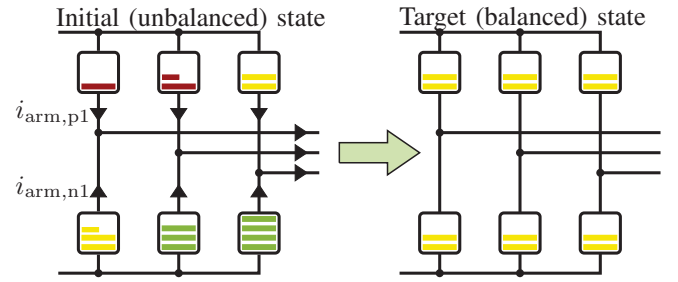 Initial (unbalanced) state
Target (balanced) state
i_arm,p1
i_arm,n1